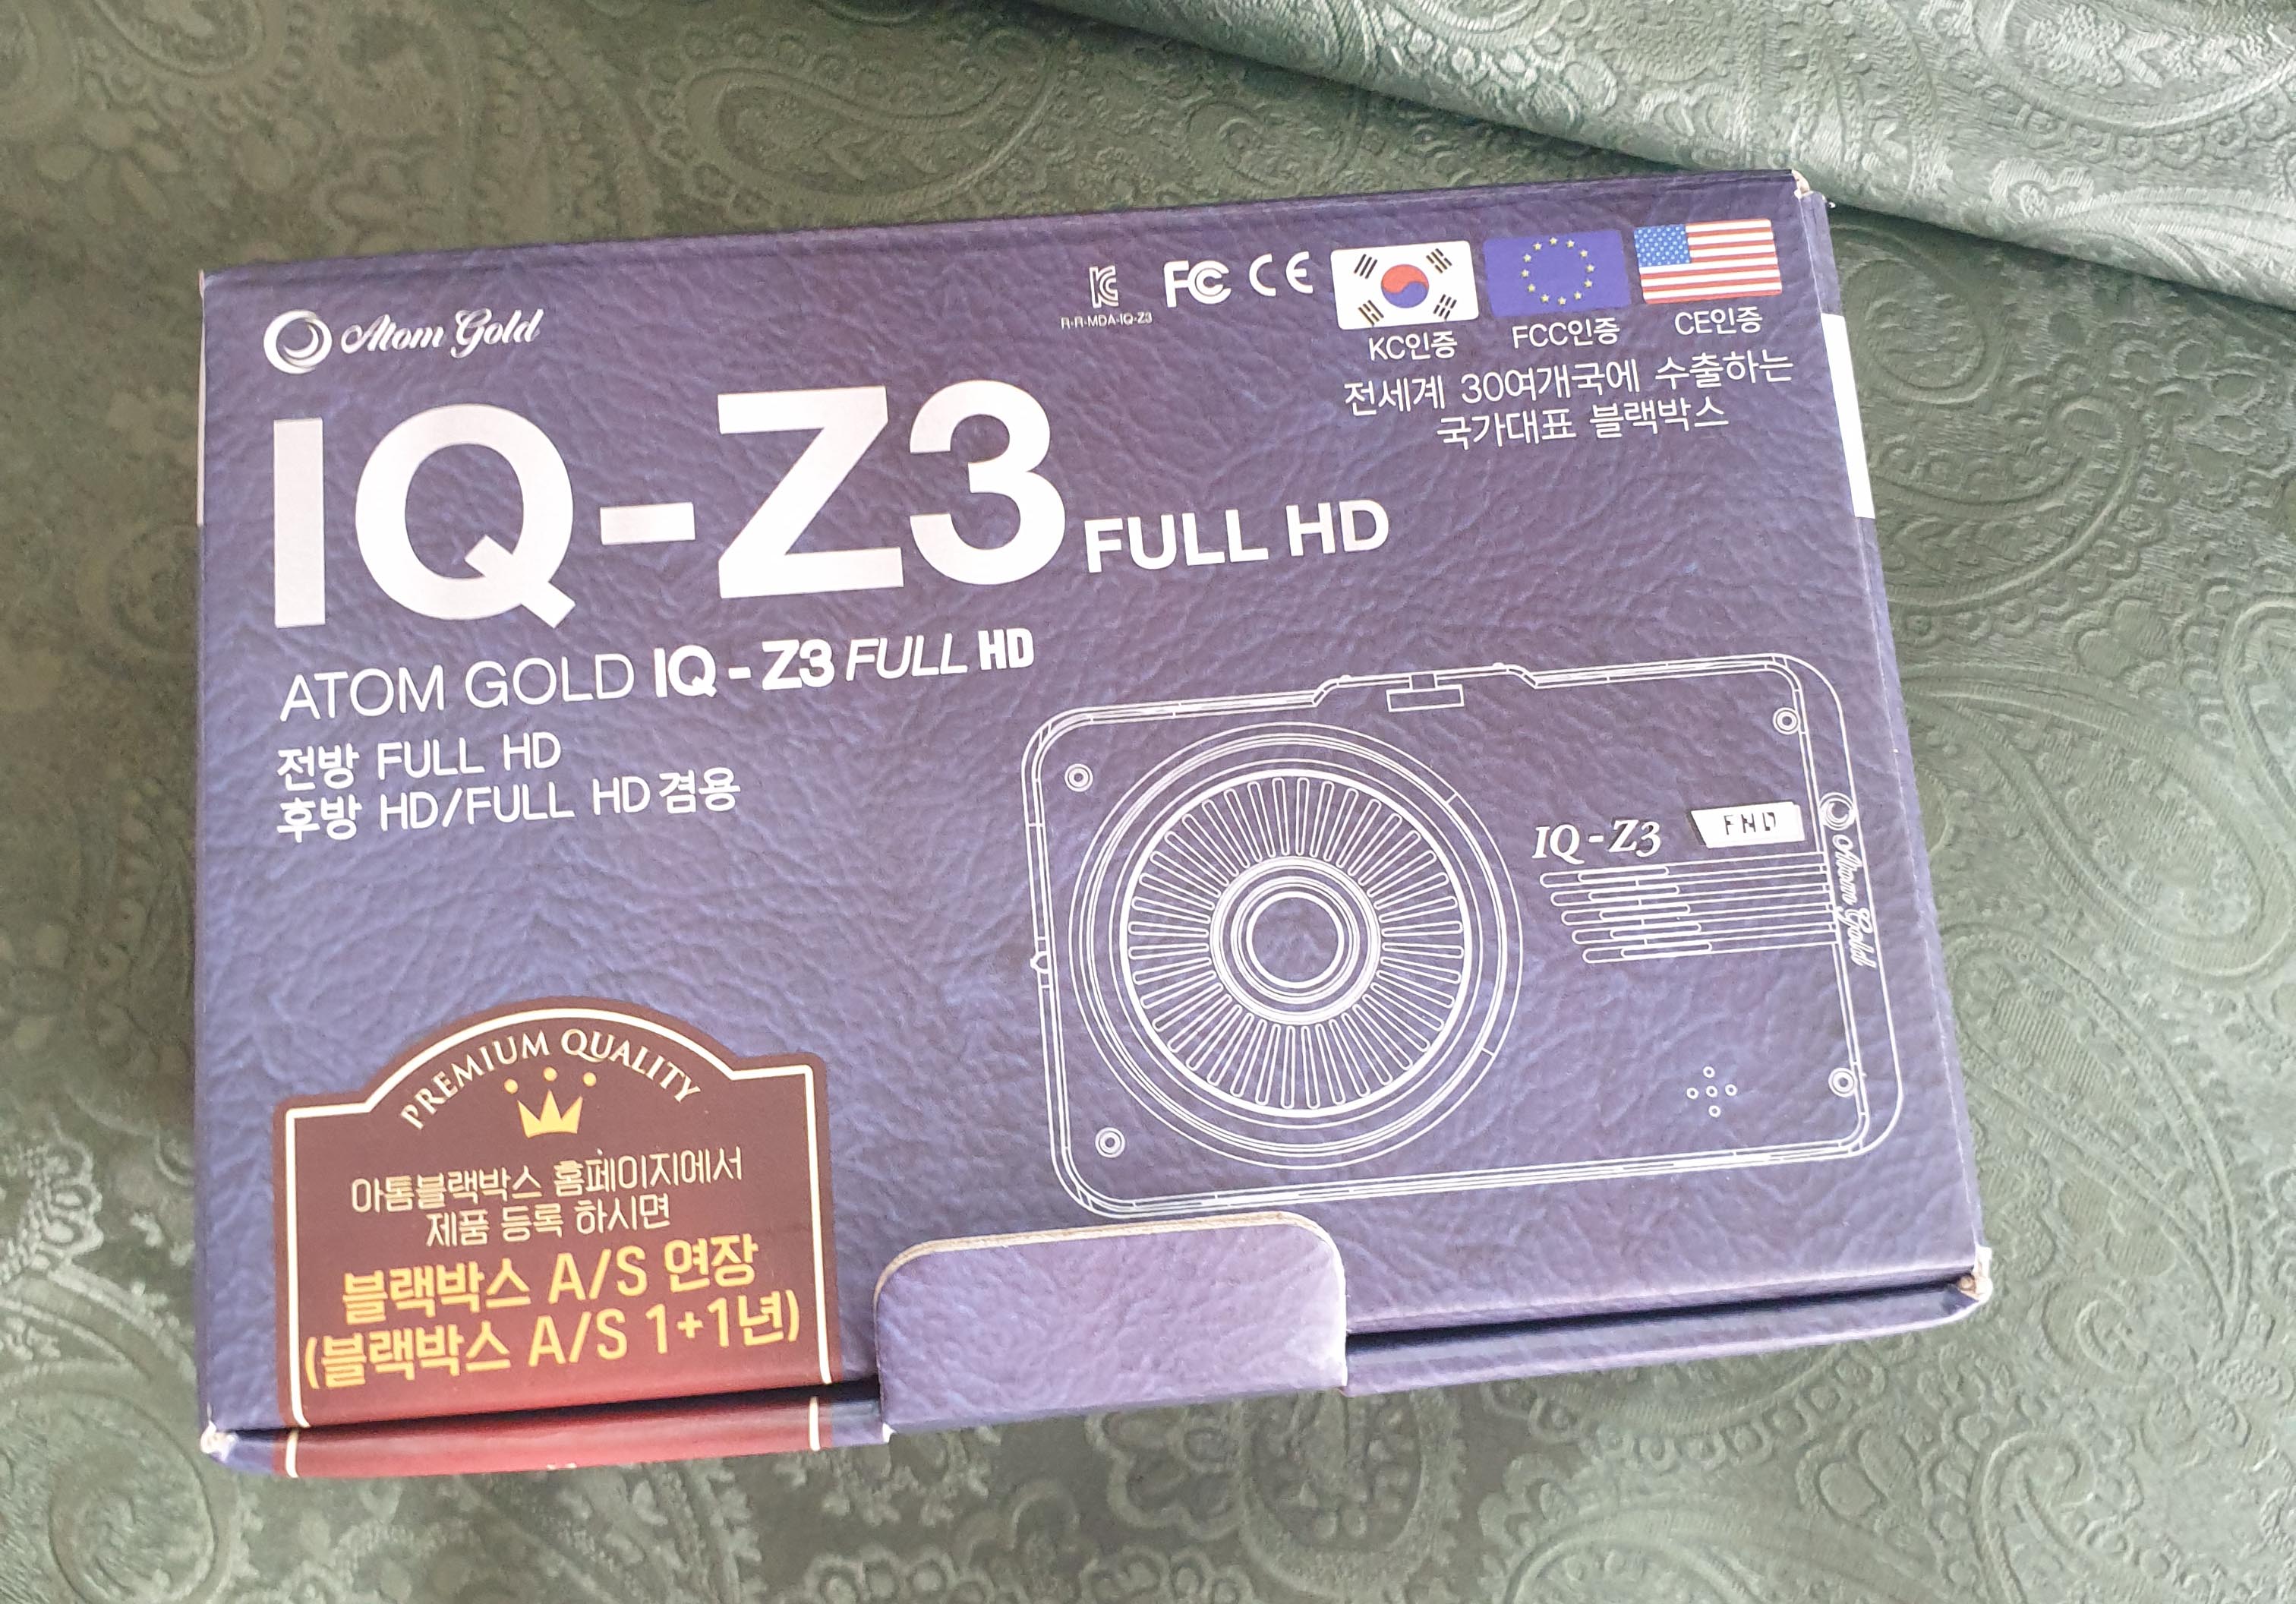 Atom Gold
R-R-MDA-IQ-Z3
FC CE
KC인증 FCC인증 CE인증
전세계 30여개국에 수출하는
국가대표 블랙박스
IQ-Z3 FULL HD
ATOM GOLD IQ-Z3 FULL HD
전방 FULL HD
후방 HD/FULL HD 겸용
IQ-Z3 FND
Atom Gold
PREMIUM QUALITY
아톰블랙박스 홈페이지에서
제품 등록 하시면
블랙박스 A/S 연장
(블랙박스 A/S 1+1년)